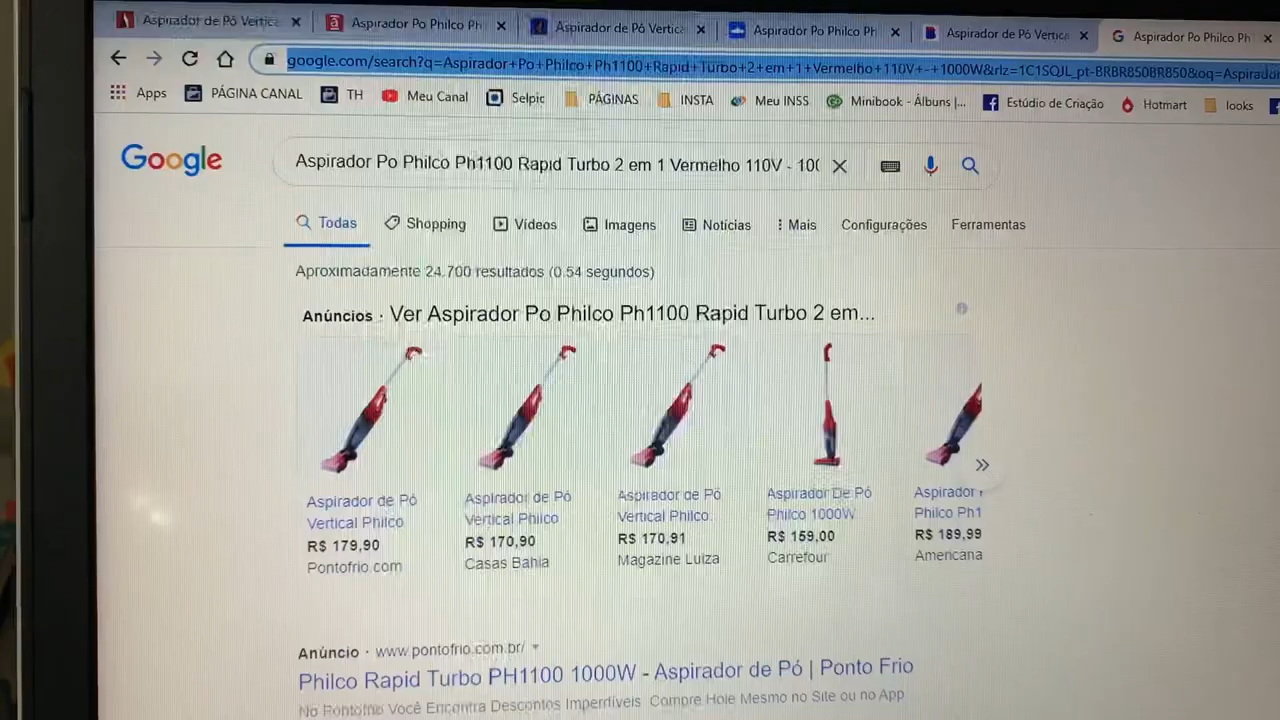 Aspirador de Pó Vertica
Aspirador Po Philco Ph
Aspirador de Pó Vertica
Aspirador Po Philco Ph
Aspirador de Pó Vertica
Aspirador Po Philco Ph
google.com/search?q=Aspirador+Po+Philco+Ph1100+Rapid+Turbo+2+em+1+Vermelho+110V+-+1000W&rlz=1C1SQJL_pt-BRBR850BR850&oq=Aspirador
Apps
PÁGINA CANAL
TH
Meu Canal
Selpic
PÁGINAS
INSTA
Meu INSS
Minibook - Álbuns |...
Estúdio de Criação
Hotmart
looks
Google
Aspirador Po Philco Ph1100 Rapid Turbo 2 em 1 Vermelho 110V - 100
Todas
Shopping
Vídeos
Imagens
Notícias
Mais
Configurações
Ferramentas
Aproximadamente 24.700 resultados (0,54 segundos)
Anúncios · Ver Aspirador Po Philco Ph1100 Rapid Turbo 2 em...
Aspirador de Pó
Vertical Philco
R$ 179,90
Pontofrio.com
Aspirador de Pó
Vertical Philco
R$ 170,90
Casas Bahia
Aspirador de Pó
Vertical Philco.
R$ 170,91
Magazine Luiza
Aspirador De Pó
Philco 1000W
R$ 159,00
Carrefour
Aspirador
Philco Ph1
R$ 189,99
Americana
Anúncio · www.pontofrio.com.br/
Philco Rapid Turbo PH1100 1000W - Aspirador de Pó | Ponto Frio
No Pontofrio Você Encontra Descontos Imperdíveis. Compre Hoje Mesmo no Site ou no App